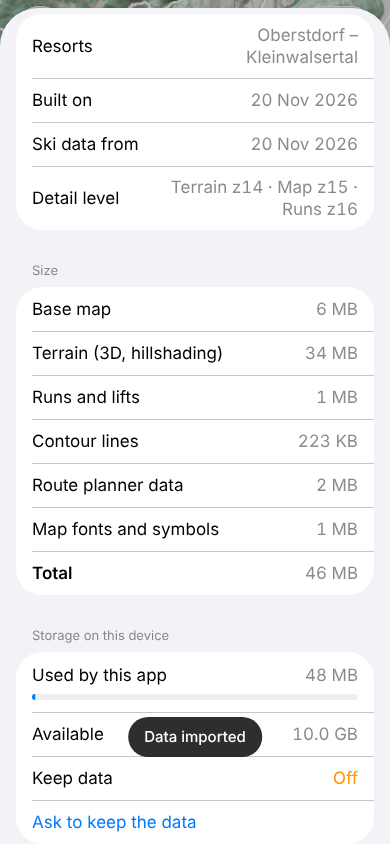 Resorts
Oberstdorf –
Kleinwalsertal
Built on
20 Nov 2026
Ski data from
20 Nov 2026
Detail level
Terrain z14 · Map z15 ·
Runs z16
Size
Base map
6 MB
Terrain (3D, hillshading)
34 MB
Runs and lifts
1 MB
Contour lines
223 KB
Route planner data
2 MB
Map fonts and symbols
1 MB
Total
46 MB
Storage on this device
Used by this app
48 MB
Available
Data imported
10.0 GB
Keep data
Off
Ask to keep the data